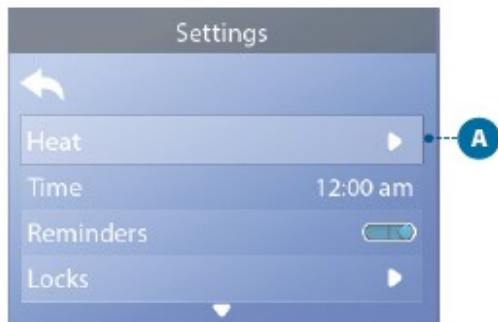 Settings
Heat
A
Time 12:00 am
Reminders
Locks